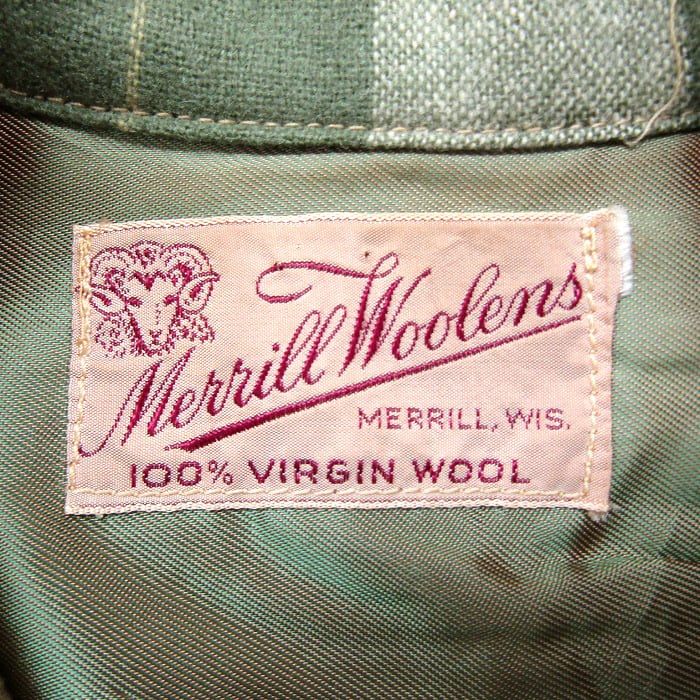 Merrill Woolens
MERRILL, WIS.
100% VIRGIN WOOL